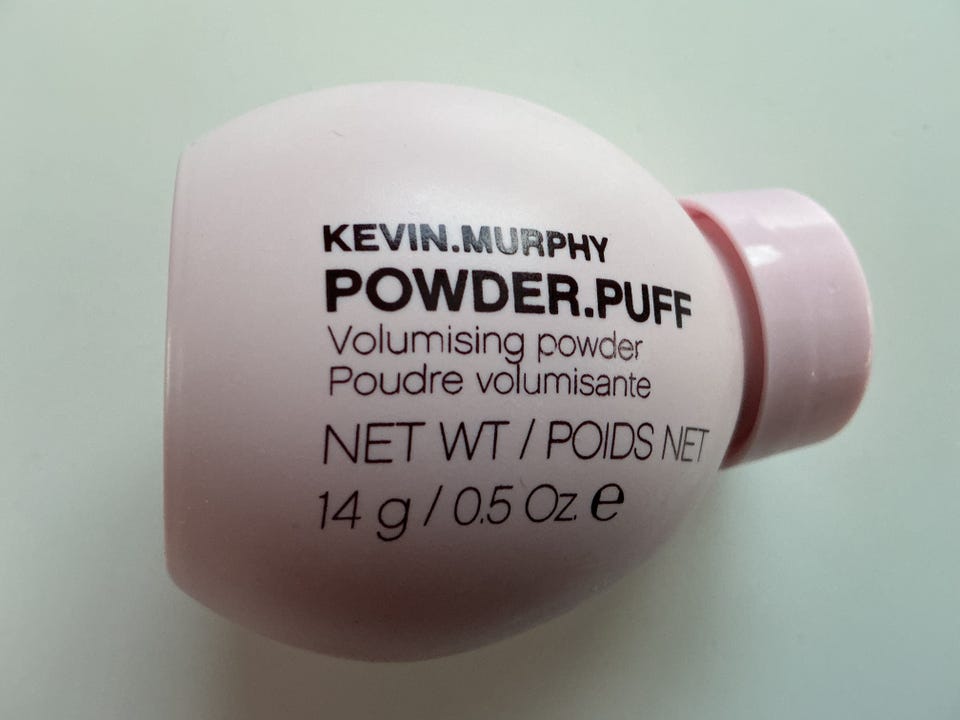 KEVIN.MURPHY
POWDER.PUFF
Volumising powder
Poudre volumisante
NET WT / POIDS NET
14 g / 0.5 Oz. e